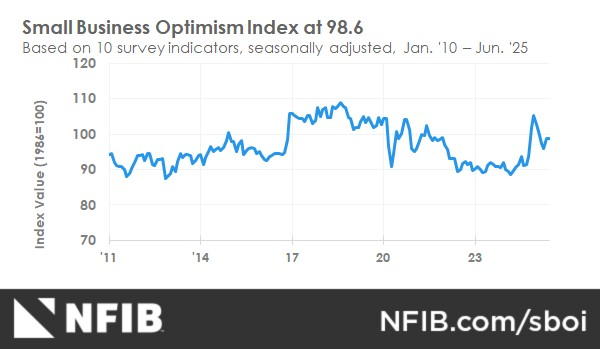 Small Business Optimism Index at 98.6
Based on 10 survey indicators, seasonally adjusted, Jan. '10 – Jun. '25
120
110
100
90
80
70
Index Value (1986=100)
'11
'14
17
20
23
NFIB
NFIB.com/sboi